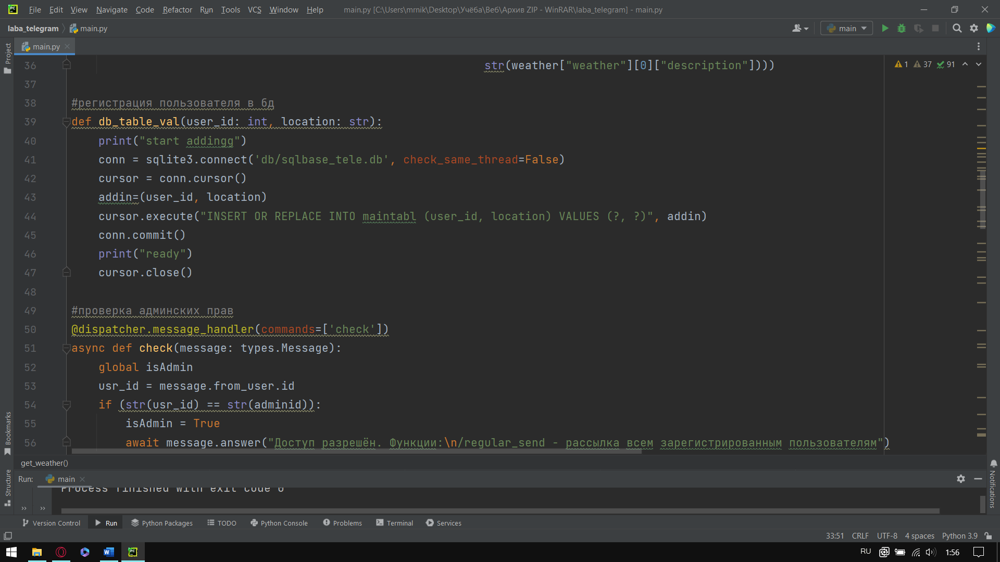 File Edit View Navigate Code Refactor Run Tools VCS Window Help main.py [C:\Users\mrnik\Desktop\Учёба\Веб\Архив ZIP - WinRAR\laba_telegram] - main.py
laba_telegram main.py main
Project main.py
36 str(weather["weather"][0]["description"]))) 1 37 91
37
38 #регистрация пользователя в бд
39 def db_table_val(user_id: int, location: str):
40 print("start addingg")
41 conn = sqlite3.connect('db/sqlbase_tele.db', check_same_thread=False)
42 cursor = conn.cursor()
43 addin=(user_id, location)
44 cursor.execute("INSERT OR REPLACE INTO maintabl (user_id, location) VALUES (?, ?)", addin)
45 conn.commit()
46 print("ready")
47 cursor.close()
48
49 #проверка админских прав
50 @dispatcher.message_handler(commands=['check'])
51 async def check(message: types.Message):
52 global isAdmin
53 usr_id = message.from_user.id
54 if (str(usr_id) == str(adminid)):
55 isAdmin = True
56 await message.answer("Доступ разрешён. Функции:\n/regular_send - рассылка всем зарегистрированным пользователям")
Bookmarks
get_weather()
Run: main
Structure
Notifications
Process finished with exit code 0
Version Control Run Python Packages TODO Python Console Problems Terminal Services
33:51 CRLF UTF-8 4 spaces Python 3.9
RU 1:56